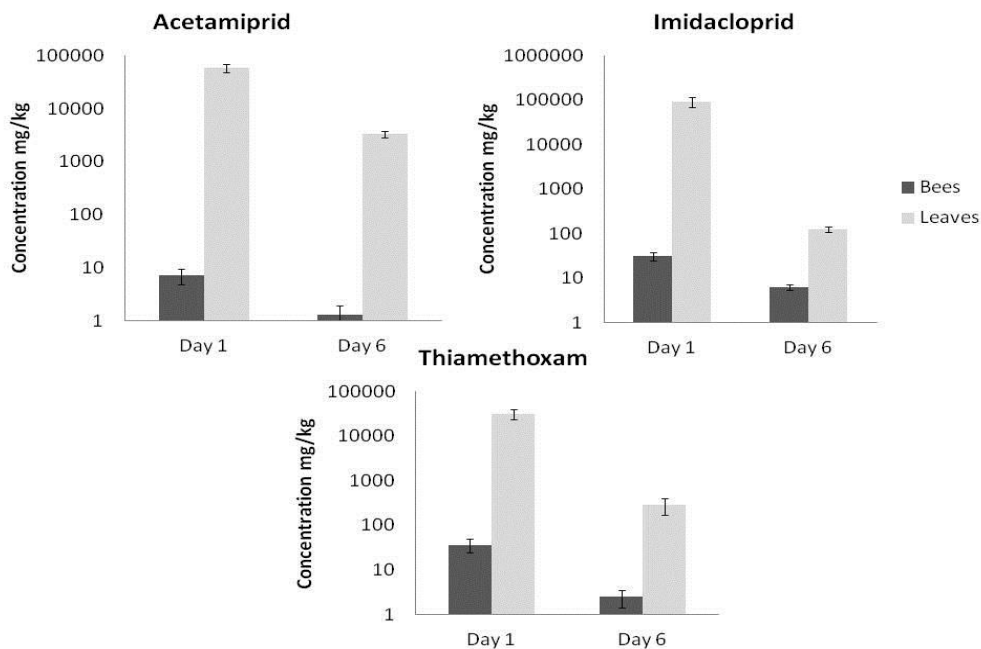 Acetamiprid
Concentration mg/kg
100000
10000
1000
100
10
1
Day 1 Day 6
Imidacloprid
Concentration mg/kg
1000000
100000
10000
1000
100
10
1
Day 1 Day 6
Bees
Leaves
Thiamethoxam
Concentration mg/kg
100000
10000
1000
100
10
1
Day 1 Day 6